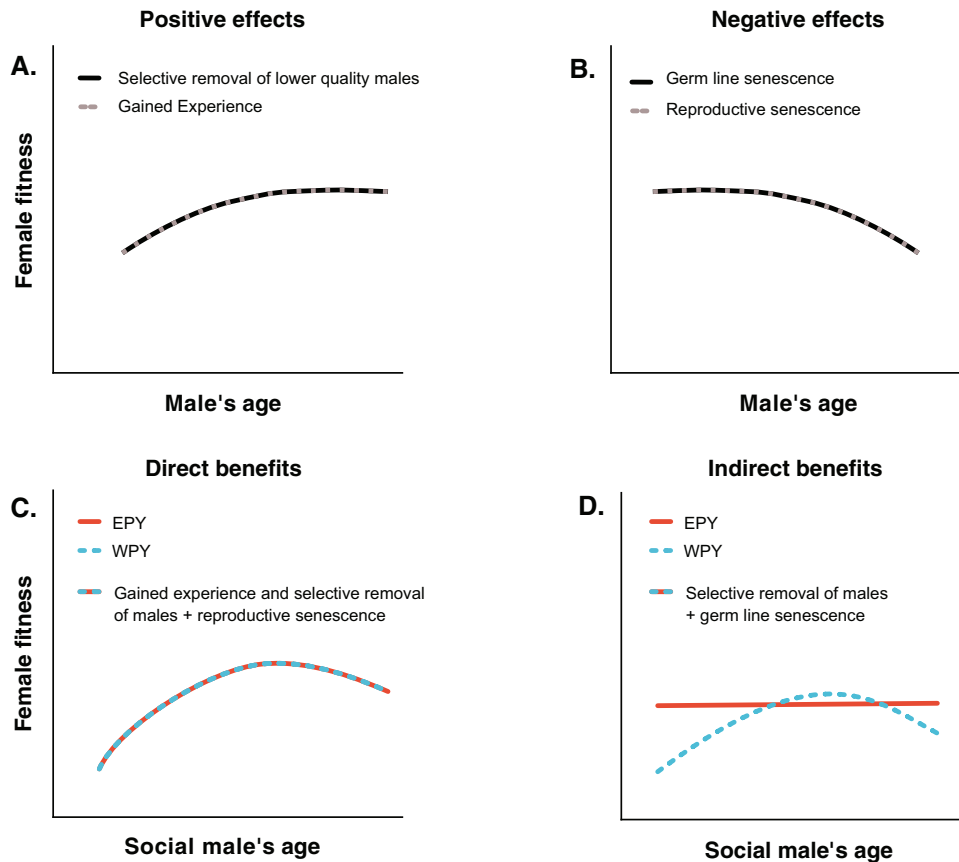 Positive effects
A.
Selective removal of lower quality males
Gained Experience
Female fitness
Male's age
Negative effects
B.
Germ line senescence
Reproductive senescence
Male's age
Direct benefits
C.
EPY
WPY
Gained experience and selective removal
of males + reproductive senescence
Female fitness
Social male's age
Indirect benefits
D.
EPY
WPY
Selective removal of males
+ germ line senescence
Social male's age